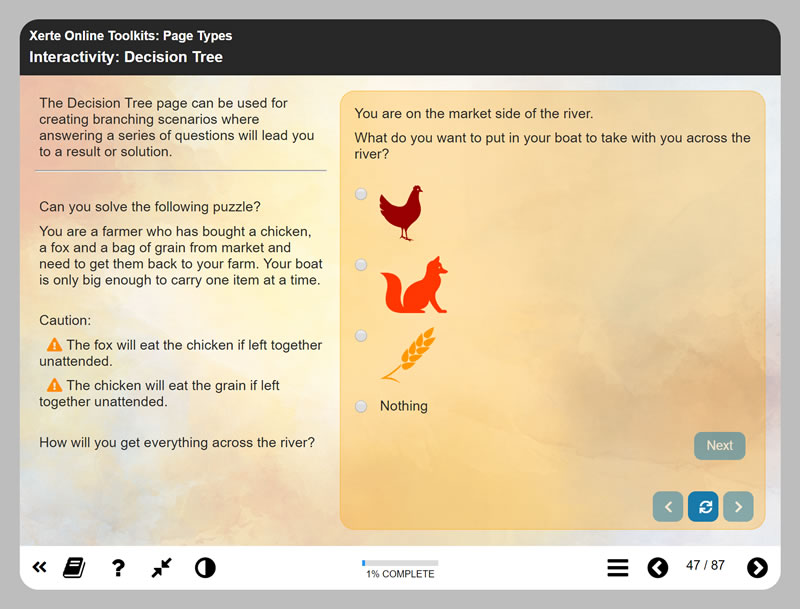 Xerte Online Toolkits: Page Types
Interactivity: Decision Tree
The Decision Tree page can be used for
creating branching scenarios where
answering a series of questions will lead you
to a result or solution.
Can you solve the following puzzle?
You are a farmer who has bought a chicken,
a fox and a bag of grain from market and
need to get them back to your farm. Your boat
is only big enough to carry one item at a time.
Caution:
The fox will eat the chicken if left together
unattended.
The chicken will eat the grain if left
together unattended.
How will you get everything across the river?
You are on the market side of the river.
What do you want to put in your boat to take with you across the
river?
Nothing
Next
1% COMPLETE
47 / 87